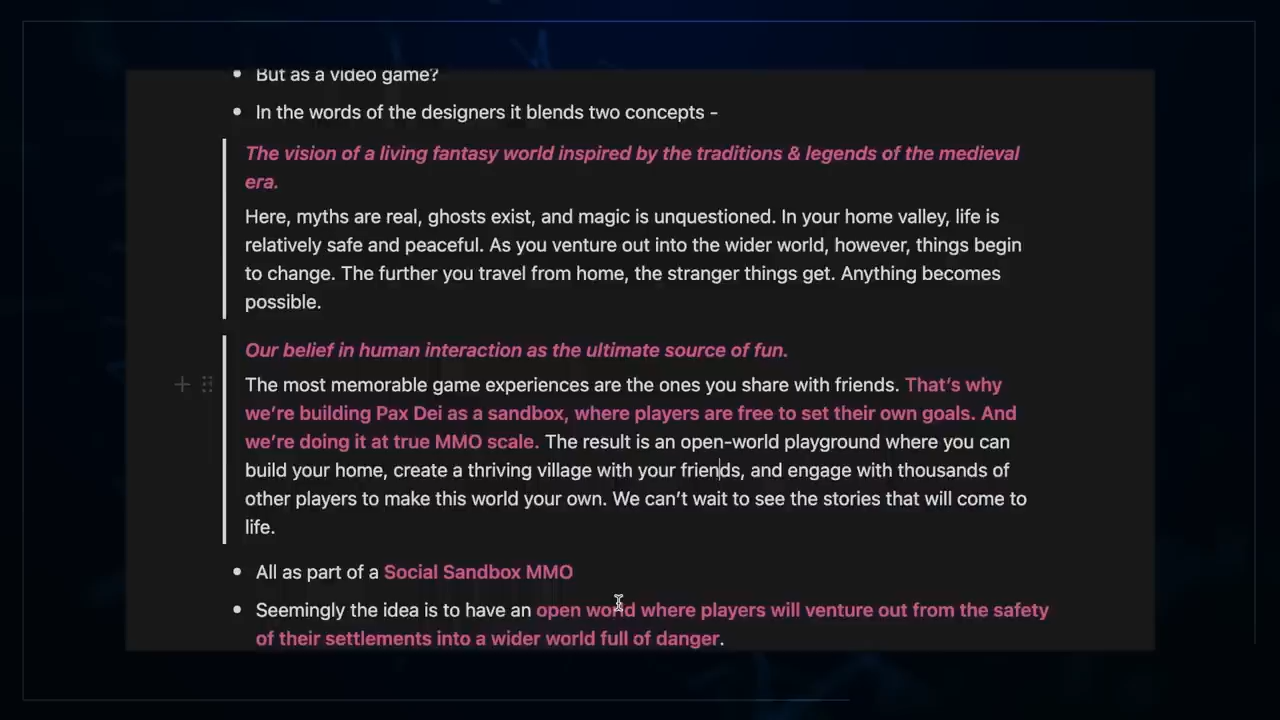 But as a video game?
In the words of the designers it blends two concepts -
The vision of a living fantasy world inspired by the traditions & legends of the medieval
era.
Here, myths are real, ghosts exist, and magic is unquestioned. In your home valley, life is
relatively safe and peaceful. As you venture out into the wider world, however, things begin
to change. The further you travel from home, the stranger things get. Anything becomes
possible.
Our belief in human interaction as the ultimate source of fun.
The most memorable game experiences are the ones you share with friends. That’s why
we’re building Pax Dei as a sandbox, where players are free to set their own goals. And
we’re doing it at true MMO scale. The result is an open-world playground where you can
build your home, create a thriving village with your friends, and engage with thousands of
other players to make this world your own. We can’t wait to see the stories that will come to
life.
All as part of a Social Sandbox MMO
Seemingly the idea is to have an open world where players will venture out from the safety
of their settlements into a wider world full of danger.